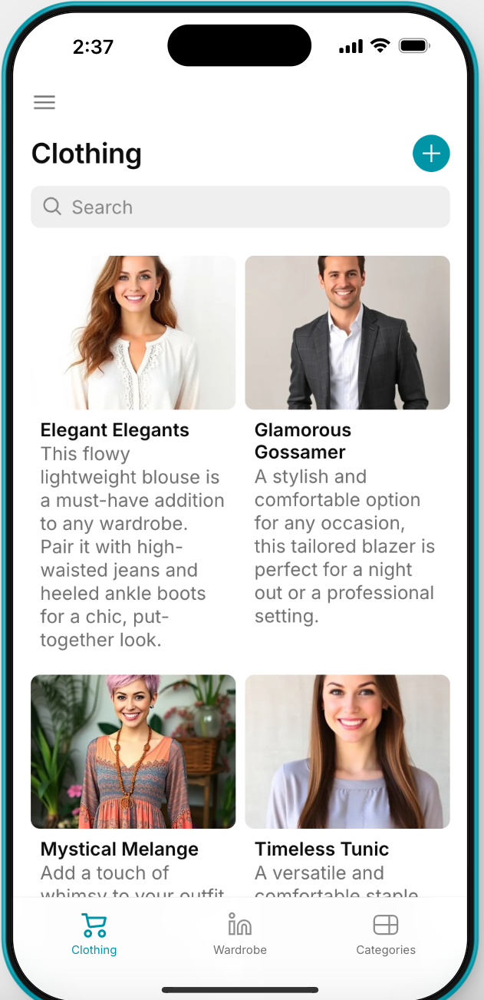 2:37
Clothing
Search
Elegant Elegants
This flowy
lightweight blouse is
a must-have addition
to any wardrobe.
Pair it with high-
waisted jeans and
heeled ankle boots
for a chic, put-
together look.
Glamorous
Gossamer
A stylish and
comfortable option
for any occasion,
this tailored blazer is
perfect for a night
out or a professional
setting.
Mystical Melange
Add a touch of
whimsy to your outfit
Timeless Tunic
A versatile and
comfortable staple
Clothing
Wardrobe
Categories